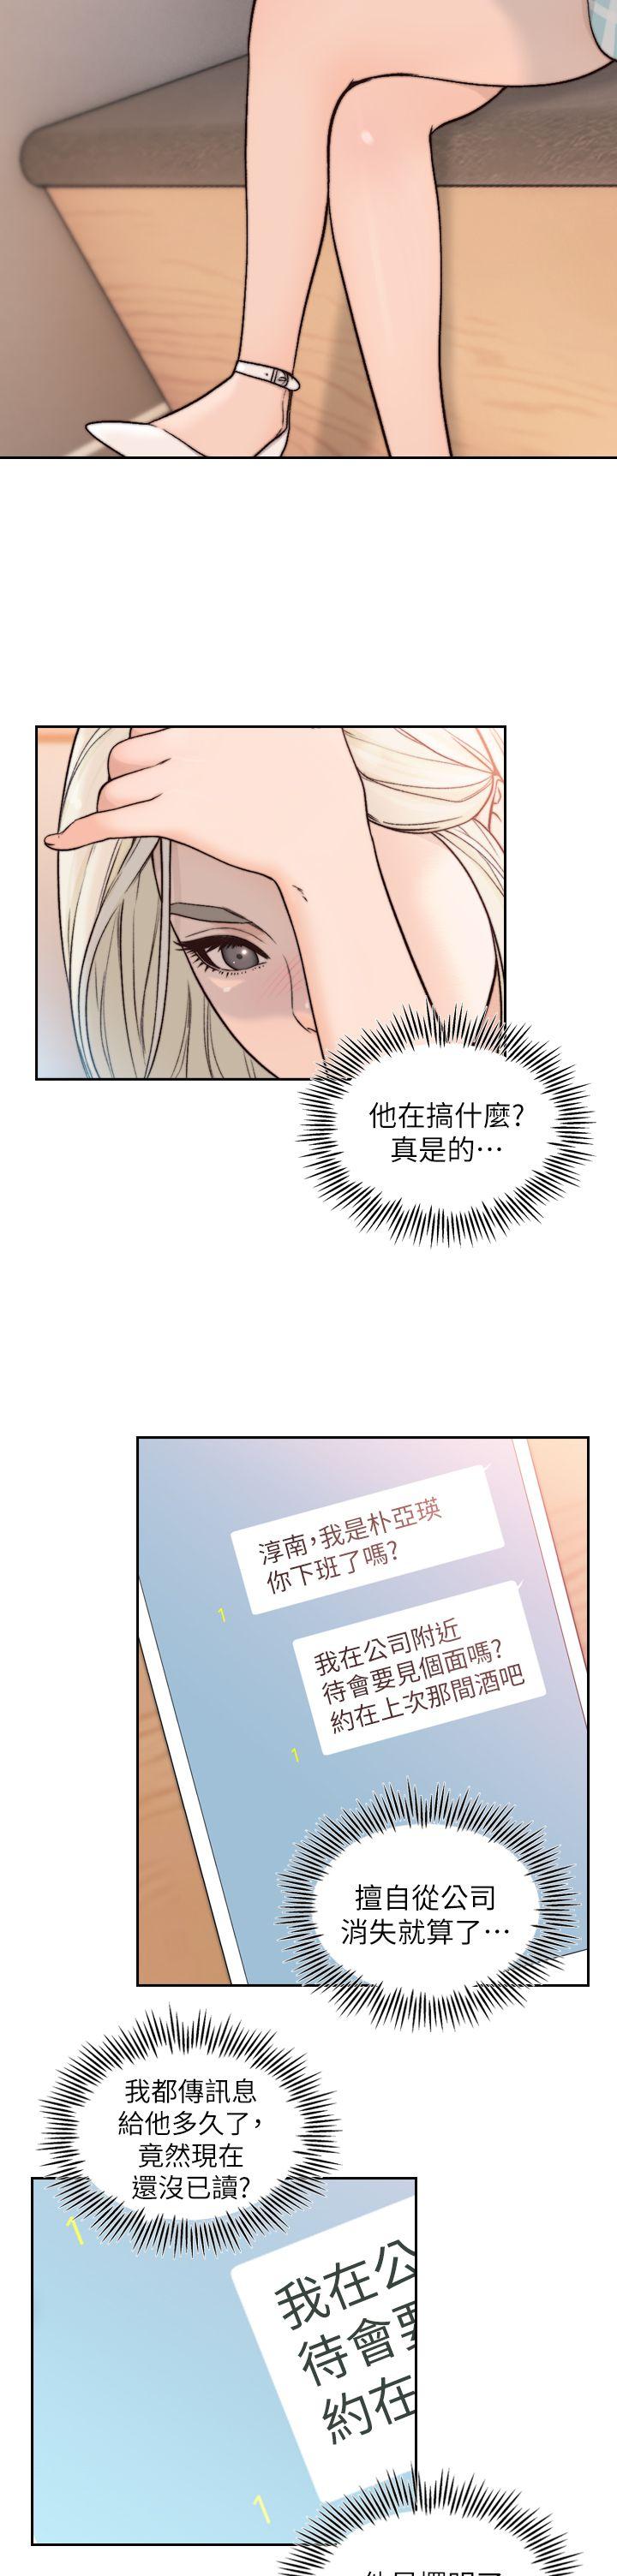 他在搞什麼?
真是的⋯
淳南,我是朴亞瑛
你下班了嗎?
1
我在公司附近
待會要見個面嗎?
約在上次那間酒吧
1
擅自從公司
消失就算了⋯
我都傳訊息
給他多久了,
竟然現在
還沒已讀?
1
我在公
待會要
約在
1